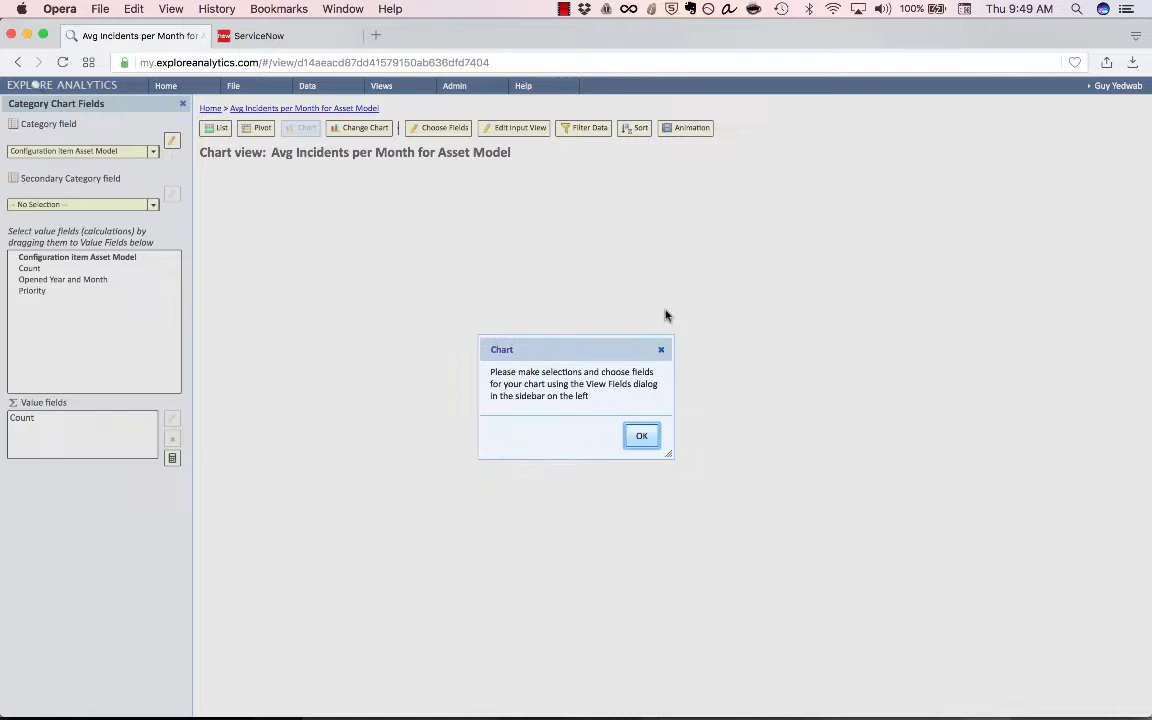 Opera File Edit View History Bookmarks Window Help 100% Thu 9:49 AM
Avg Incidents per Month for A
now ServiceNow
my.exploreanalytics.com/#/view/d14aeacd87dd41579150ab636dfd7404
EXPLORE ANALYTICS Home File Data Views Admin Help Guy Yedwab
Category Chart Fields
Home > Avg Incidents per Month for Asset Model
Category field
List Pivot Chart Change Chart Choose Fields Edit Input View Filter Data Sort Animation
Configuration item Asset Model
Chart view: Avg Incidents per Month for Asset Model
Secondary Category field
-- No Selection --
Select value fields (calculations) by
dragging them to Value Fields below
Configuration item Asset Model
Count
Opened Year and Month
Priority
Σ Value fields
Count
Chart
Please make selections and choose fields
for your chart using the View Fields dialog
in the sidebar on the left
OK